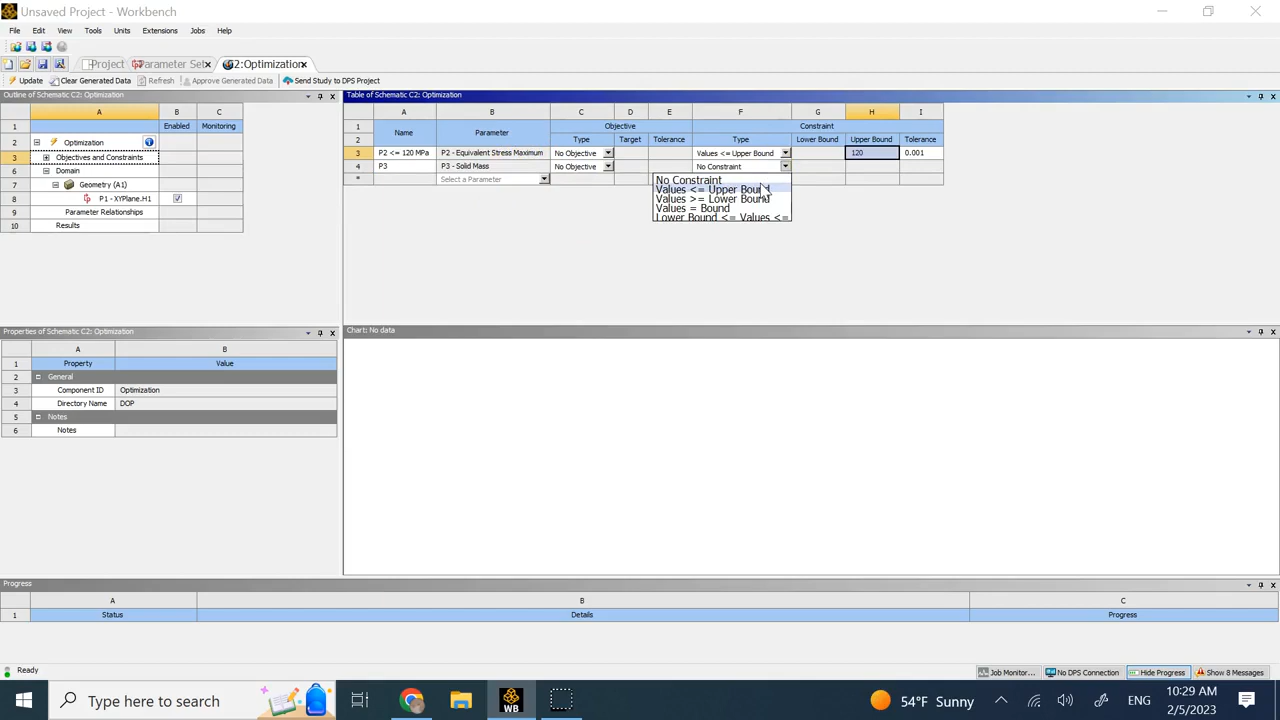 Unsaved Project - Workbench
File Edit View Tools Units Extensions Jobs Help
Project Parameter Set x C2:Optimization x
Update Clear Generated Data Refresh Approve Generated Data Send Study to DPS Project
Outline of Schematic C2: Optimization
A B C
1 Enabled Monitoring
2 Optimization
3 Objectives and Constraints
6 Domain
7 Geometry (A1)
8 P1 - XYPlane.H1
9 Parameter Relationships
10 Results
Table of Schematic C2: Optimization
A B C D E F G H I
1 Name Parameter Objective Constraint
2 Type Target Tolerance Type Lower Bound Upper Bound Tolerance
3 P2 <= 120 MPa P2 - Equivalent Stress Maximum No Objective Values <= Upper Bound 120 0.001
4 P3 P3 - Solid Mass No Objective No Constraint
* Select a Parameter
No Constraint
Values <= Upper Bound
Values >= Lower Bound
Values = Bound
Lower Bound <= Values <=
Properties of Schematic C2: Optimization
A B
1 Property Value
2 General
3 Component ID Optimization
4 Directory Name DOP
5 Notes
6 Notes
Chart: No data
Progress
A B C
1 Status Details Progress
Ready
Job Monitor... No DPS Connection Hide Progress Show 8 Messages
Type here to search
WB
54°F Sunny
ENG
10:29 AM
2/5/2023